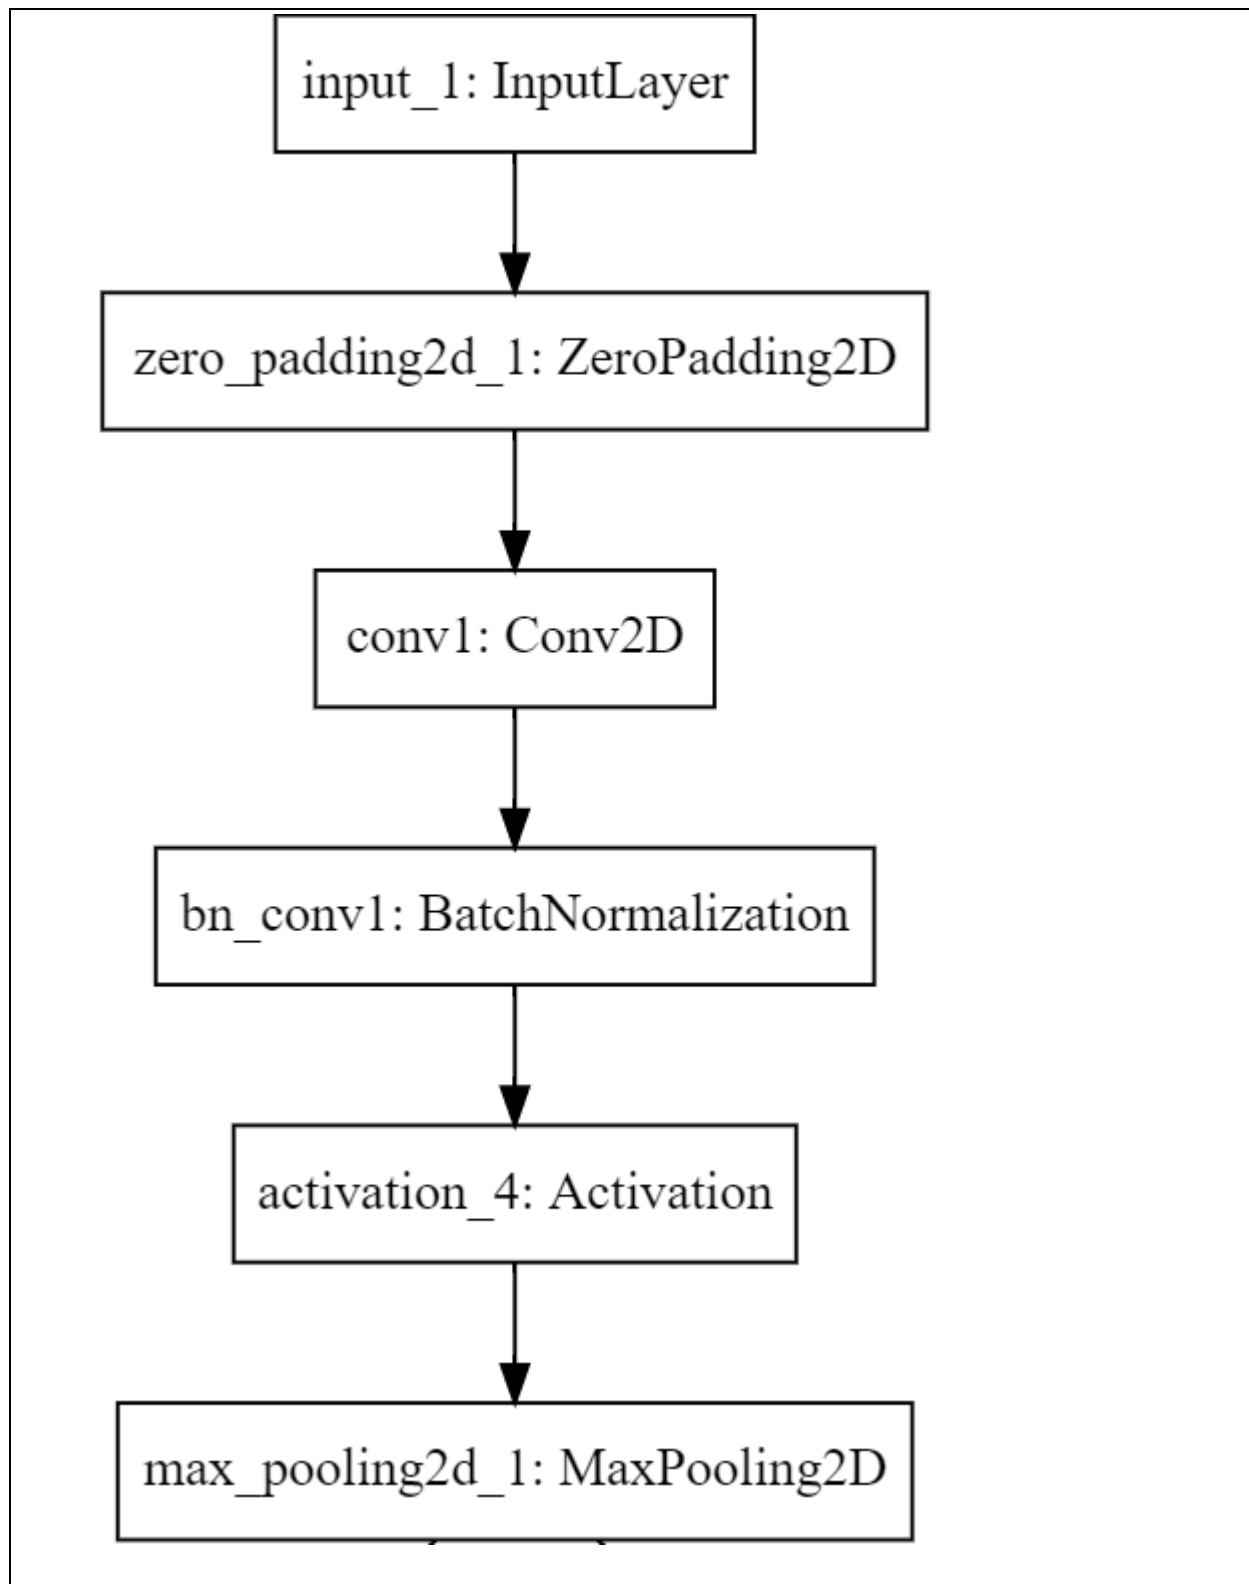 input_1: InputLayer
zero_padding2d_1: ZeroPadding2D
conv1: Conv2D
bn_conv1: BatchNormalization
activation_4: Activation
max_pooling2d_1: MaxPooling2D